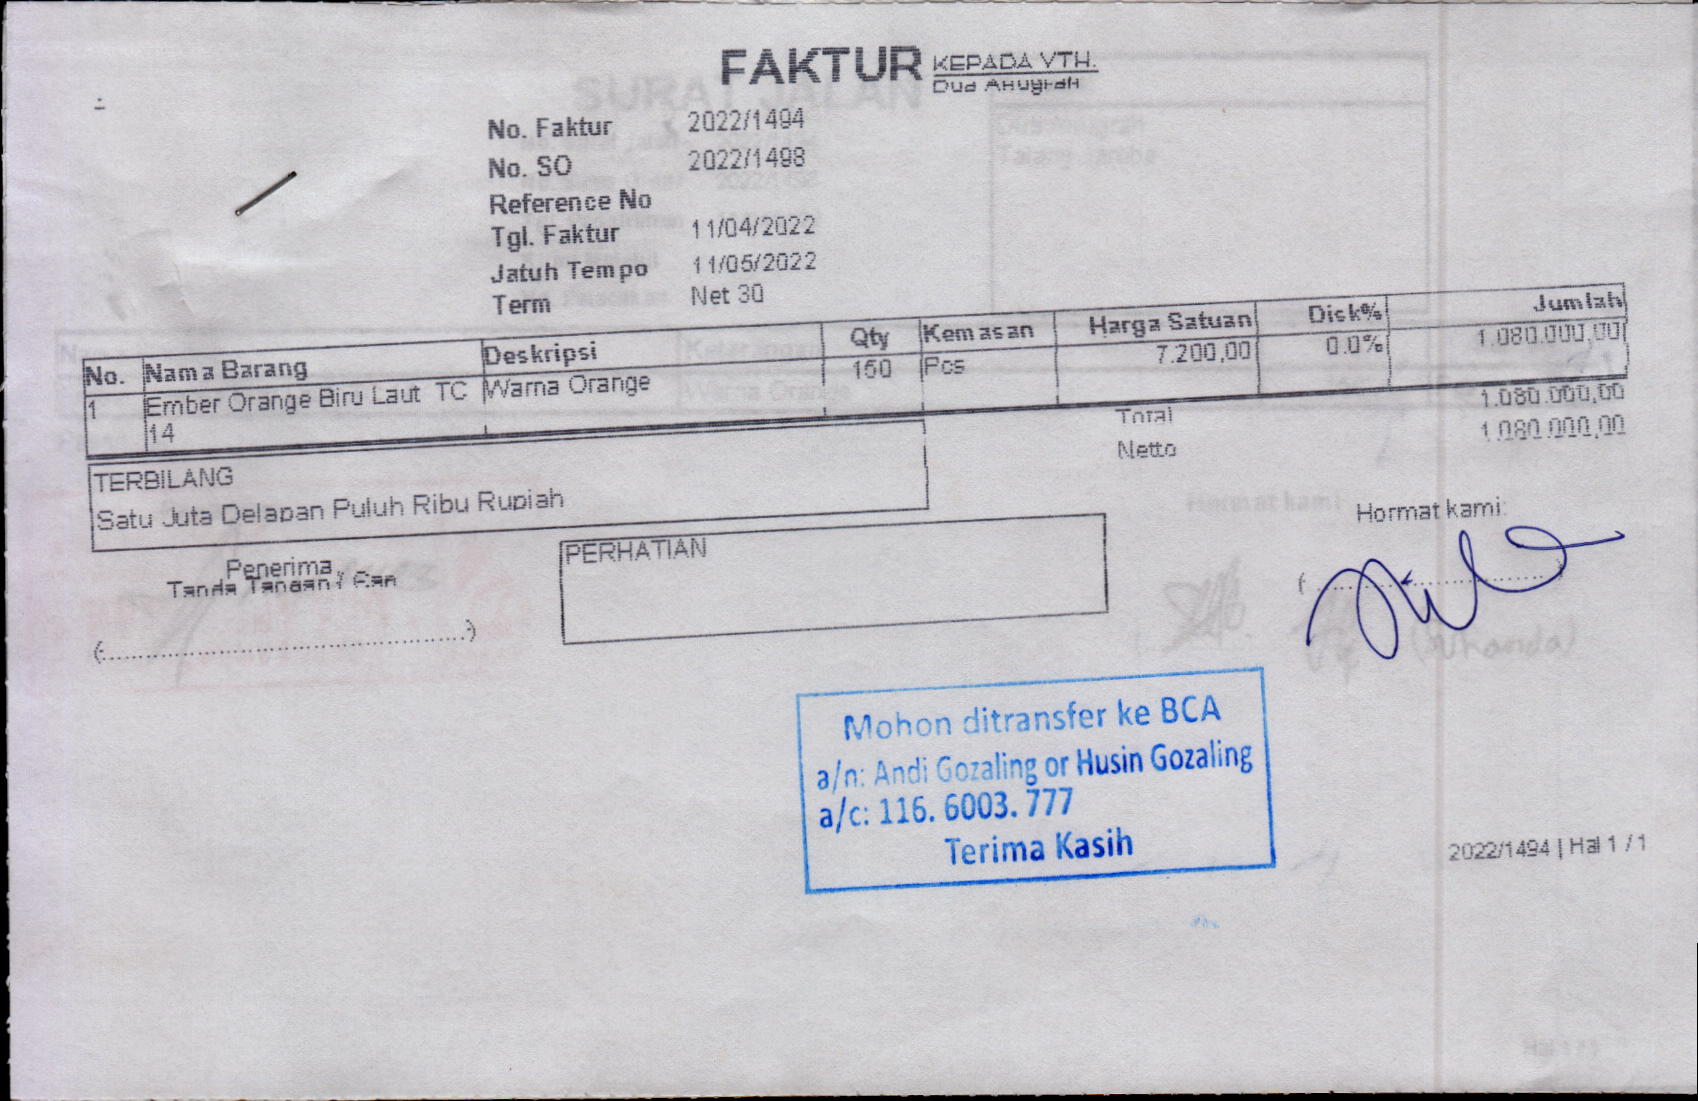 FAKTUR
KEPADA YTH.
Dua Anugrah
No. Faktur 2022/1494
No. SO 2022/1498
Reference No
Tgl. Faktur 11/04/2022
Jatuh Tempo 11/05/2022
Term Net 30
No. Nama Barang Deskripsi Qty Kemasan Harga Satuan Disk% Jumlah
1 Ember Orange Biru Laut TC Warna Orange 150 Pcs 7.200,00 0.0% 1.080.000,00
14
Total 1.080.000,00
Netto 1.080.000,00
TERBILANG
Satu Juta Delapan Puluh Ribu Rupiah
Penerima,
Tanda Tangan / Cap
(..........................................)
PERHATIAN
Hormat kami:
Mohon ditransfer ke BCA
a/n: Andi Gozaling or Husin Gozaling
a/c: 116. 6003. 777
Terima Kasih
2022/1494 | Hal 1 / 1